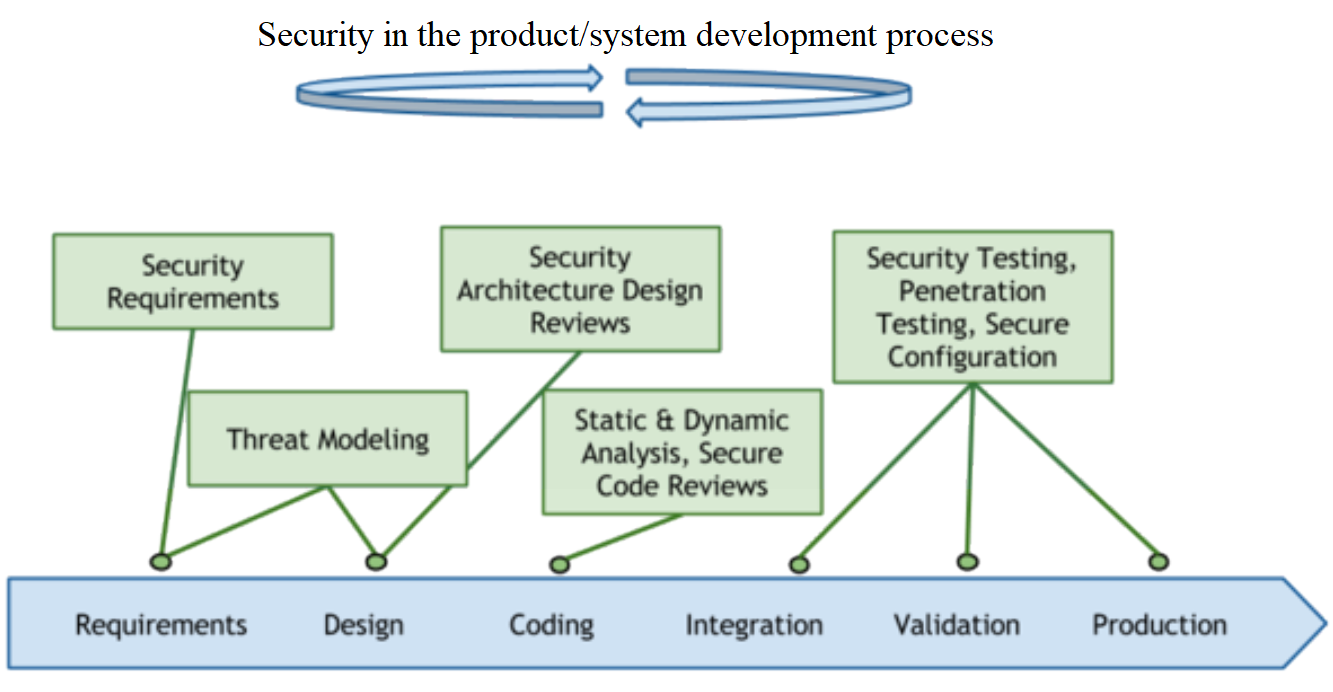 Security in the product/system development process
Security
Requirements
Security
Architecture Design
Reviews
Security Testing,
Penetration
Testing, Secure
Configuration
Threat Modeling
Static & Dynamic
Analysis, Secure
Code Reviews
Requirements
Design
Coding
Integration
Validation
Production